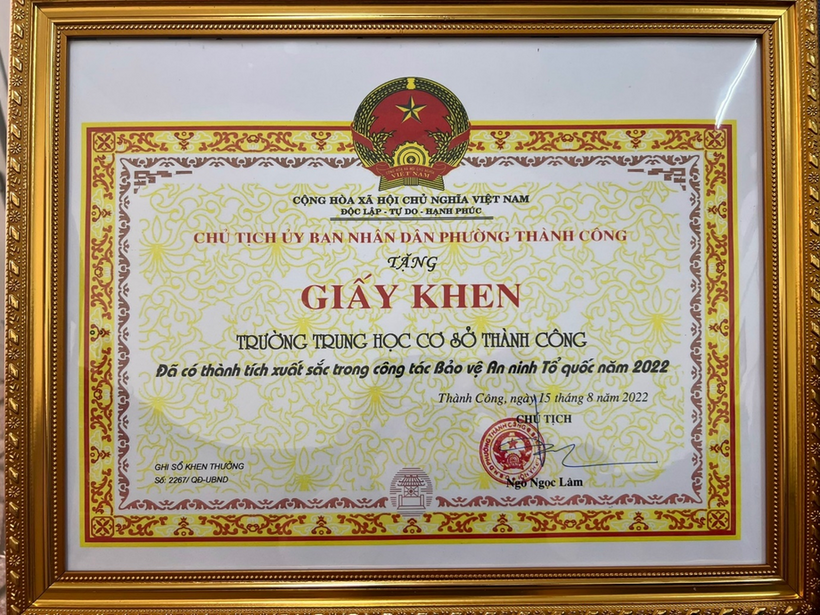 VIỆT NAM
CỘNG HÒA XÃ HỘI CHỦ NGHĨA VIỆT NAM
ĐỘC LẬP - TỰ DO - HẠNH PHÚC
CHỦ TỊCH ỦY BAN NHÂN DÂN PHƯỜNG THÀNH CÔNG
TẶNG
GIẤY KHEN
TRƯỜNG TRUNG HỌC CƠ SỞ THÀNH CÔNG
Đã có thành tích xuất sắc trong công tác Bảo vệ An ninh Tổ quốc năm 2022
Thành Công, ngày 15 tháng 8 năm 2022
CHỦ TỊCH
Ngô Ngọc Lâm
GHI SỔ KHEN THƯỞNG
Số: 2267/ QĐ-UBND